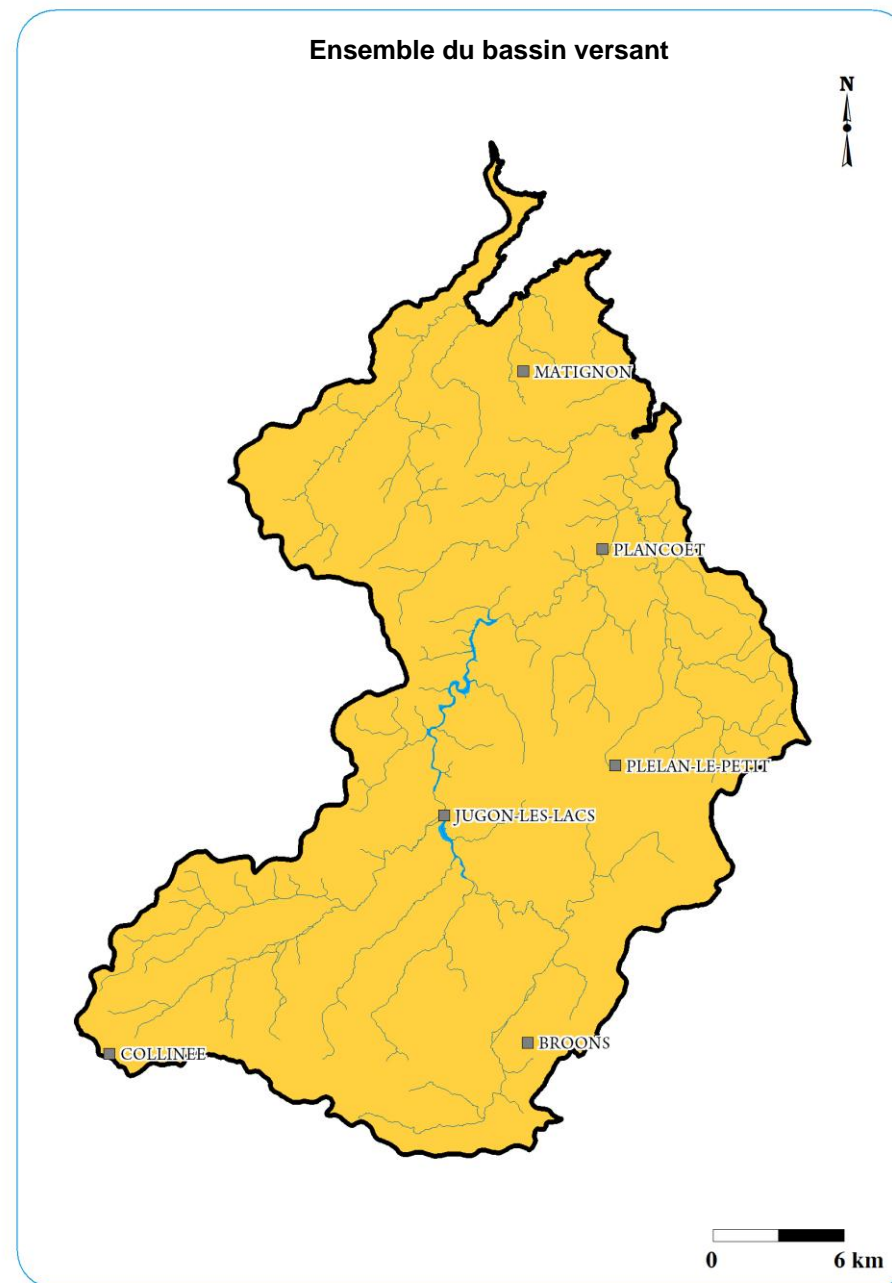 Ensemble du bassin versant
N
MATIGNON
PLANCOET
PLELAN-LE-PETIT
JUGON-LES-LACS
COLLINEE
BROONS
0 6 km